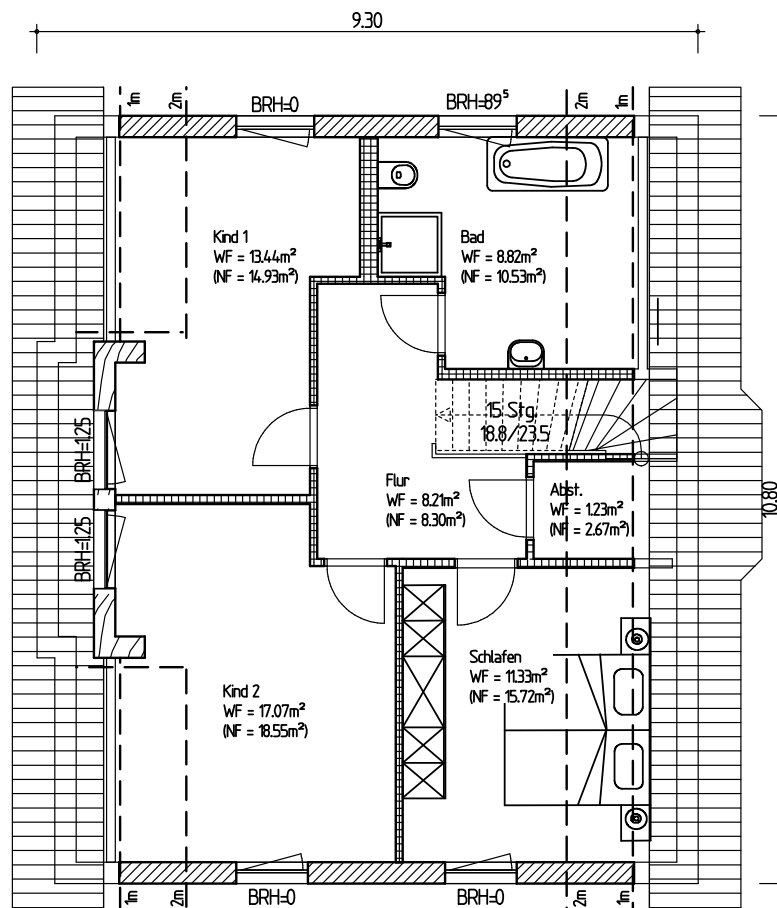 9.30
1m
2m
BRH=0
BRH=89⁵
2m
1m
Kind 1
WF = 13.44m²
(NF = 14.93m²)
Bad
WF = 8.82m²
(NF = 10.53m²)
15 Stg.
18.8/23.5
BRH=1,25
Flur
WF = 8.21m²
(NF = 8.30m²)
Abst.
WF = 1.23m²
(NF = 2.67m²)
10.80
BRH=1,25
Schlafen
WF = 11.33m²
(NF = 15.72m²)
Kind 2
WF = 17.07m²
(NF = 18.55m²)
1m
2m
BRH=0
BRH=0
2m
1m